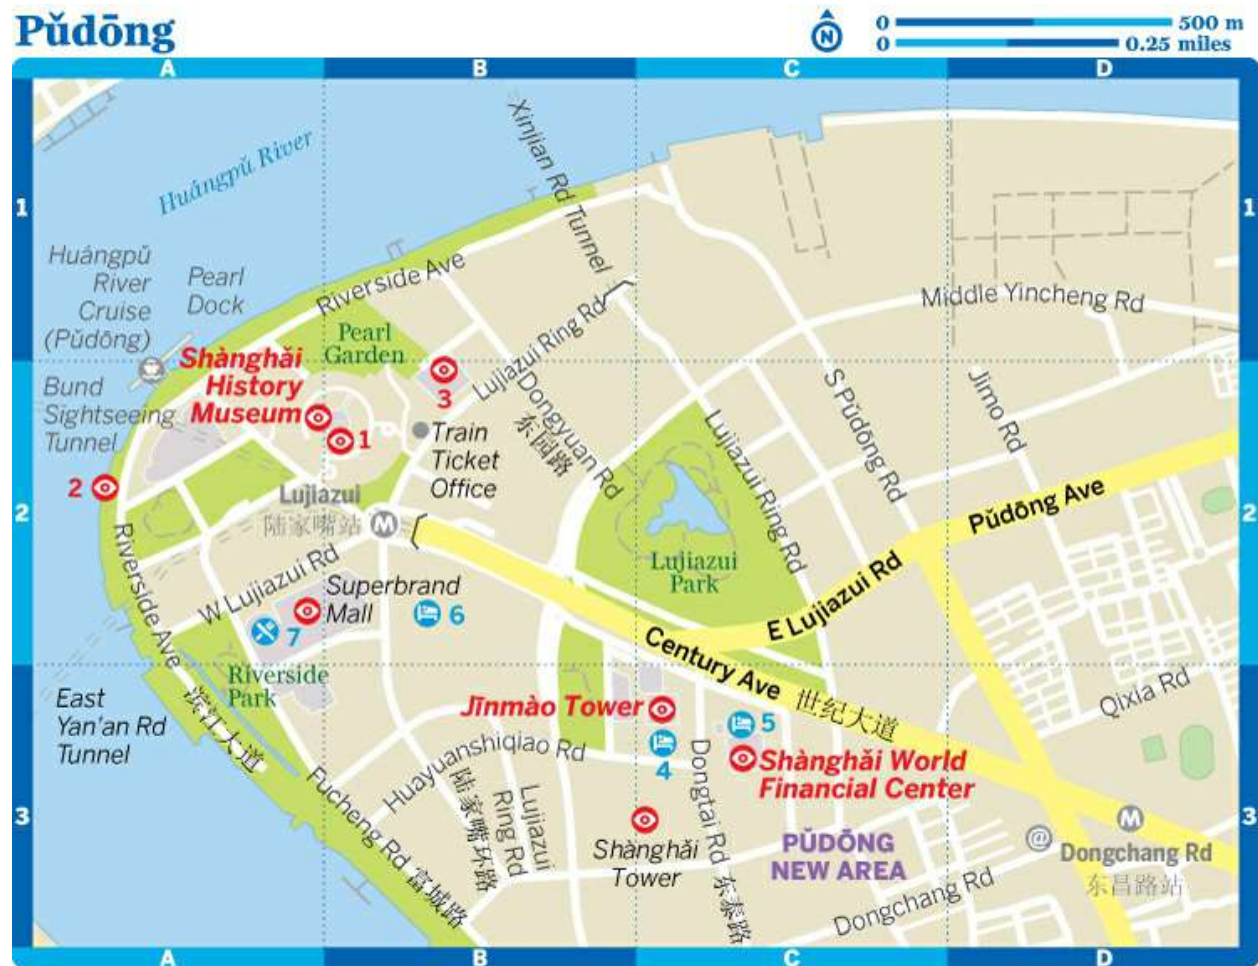 Pǔdōng
N
0 500 m
0 0.25 miles
A B C D
1
1
Huángpǔ River
Xinjian Rd Tunnel
Huángpǔ
River
Cruise
(Pǔdōng)
Pearl
Dock
Riverside Ave
Pearl
Garden
Lujiazui Ring Rd
Middle Yincheng Rd
Shànghǎi
History
Museum
3
1
Bund
Sightseeing
Tunnel
2
Train
Ticket
Office
Dongyuan Rd
东园路
Lujiazui Ring Rd
S Pǔdōng Rd
Jimo Rd
2
2
Lujiazui
陆家嘴站
M
Pǔdōng Ave
Lujiazui
Park
E Lujiazui Rd
Riverside Ave
滨江大道
W Lujiazui Rd
Superbrand
Mall
6
7
Century Ave 世纪大道
Riverside
Park
East
Yan'an Rd
Tunnel
Jīnmào Tower
5
4
Qixia Rd
Shànghǎi World
Financial Center
Huayuanshiqiao Rd
Fucheng Rd 富城路
陆家嘴环路
Lujiazui
Ring Rd
Dongtai Rd 东泰路
Shànghǎi
Tower
PǓDŌNG
NEW AREA
3
3
M
@
Dongchang Rd
东昌路站
Dongchang Rd
A B C D